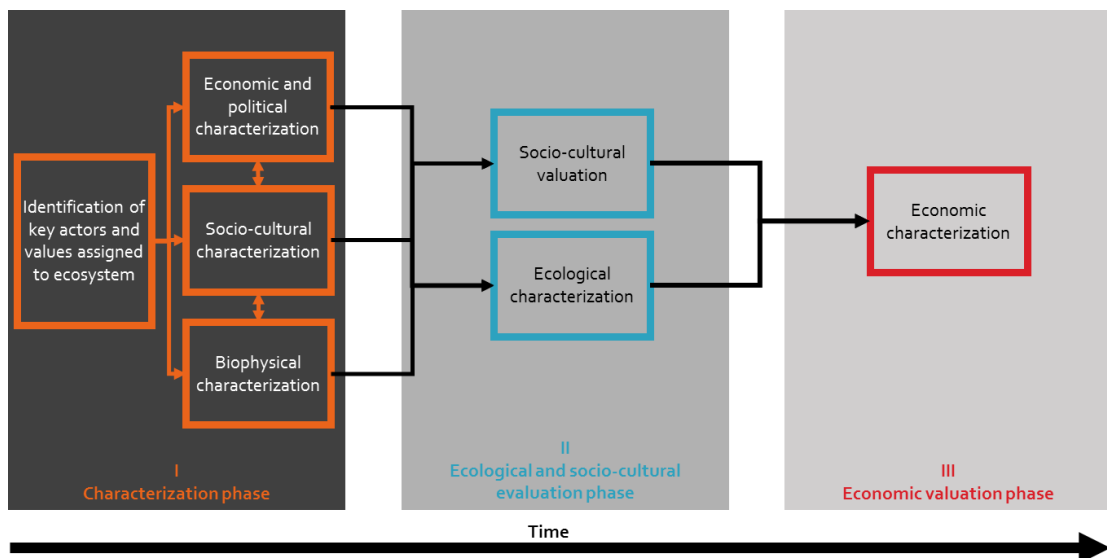 Identification of
key actors and
values assigned
to ecosystem
Economic and
political
characterization
Socio-cultural
characterization
Biophysical
characterization
I
Characterization phase
Socio-cultural
valuation
Ecological
characterization
II
Ecological and socio-cultural
evaluation phase
Economic
characterization
III
Economic valuation phase
Time